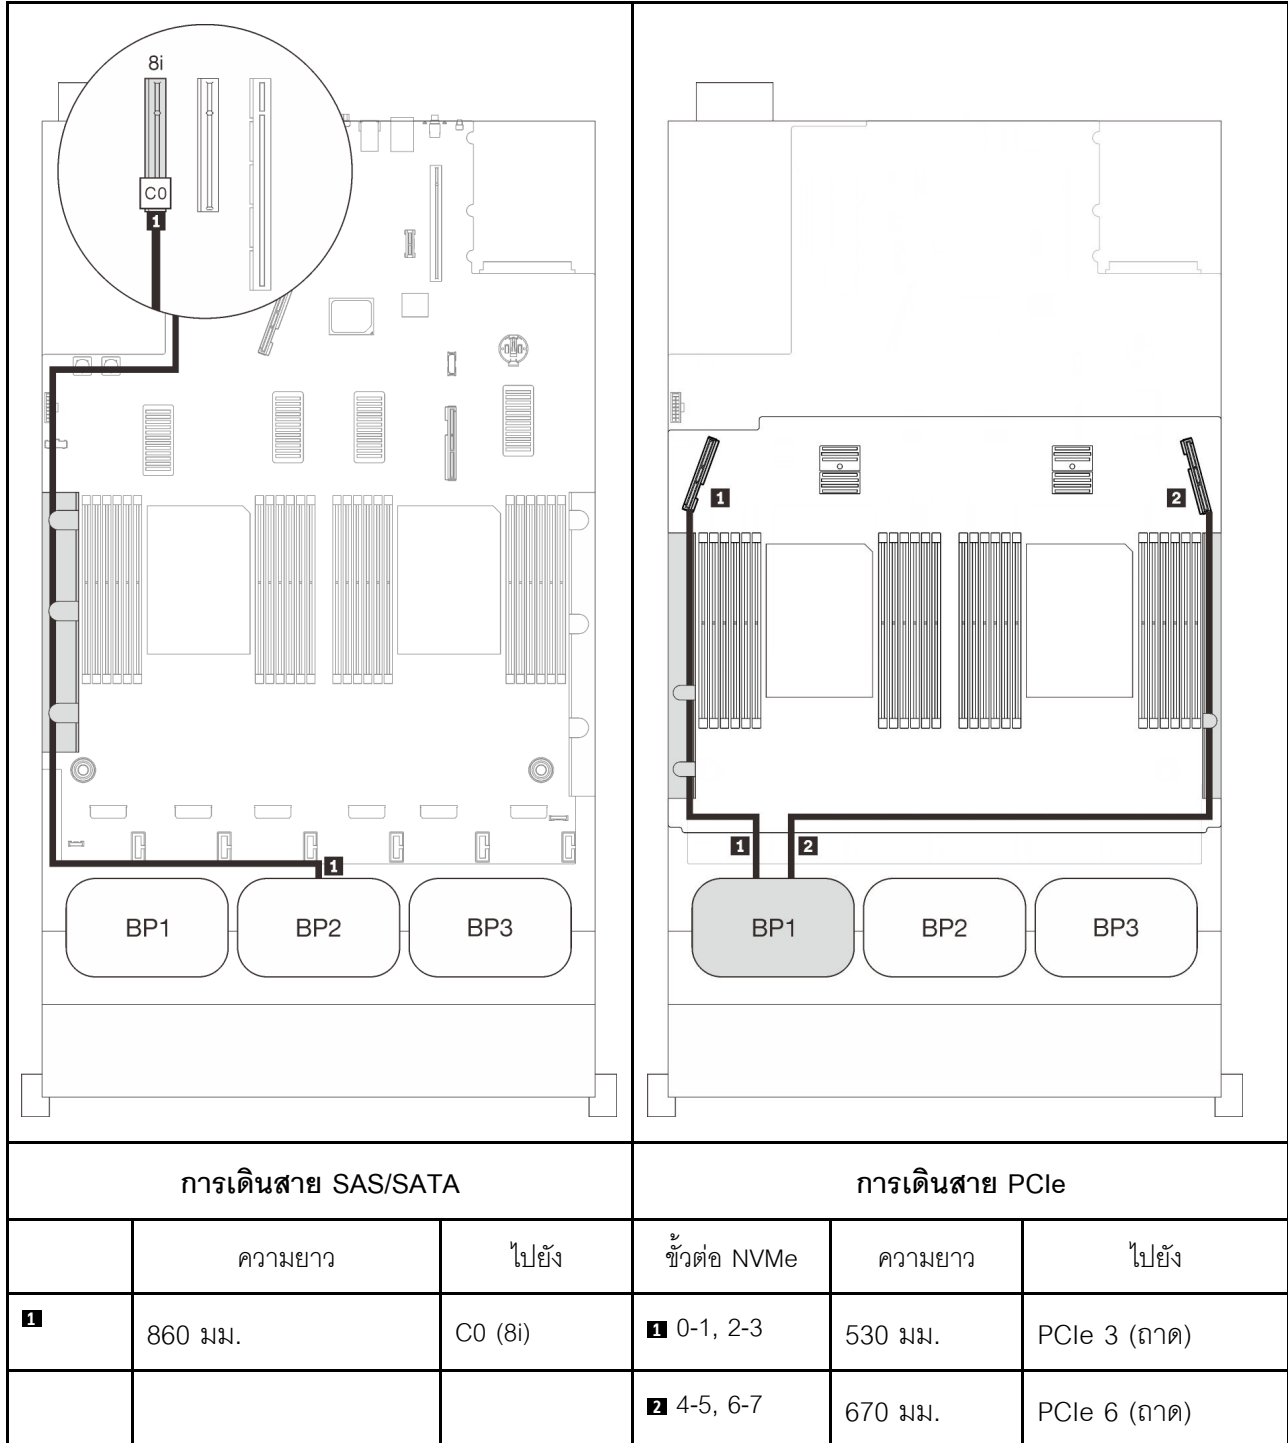 8i
C0
1
1
BP1 BP2 BP3
1 2
1 2
BP1 BP2 BP3
การเดินสาย SAS/SATA การเดินสาย PCIe
ความยาว ไปยัง ขั้วต่อ NVMe ความยาว ไปยัง
1 860 มม. C0 (8i) 1 0-1, 2-3 530 มม. PCIe 3 (ถาด)
2 4-5, 6-7 670 มม. PCIe 6 (ถาด)